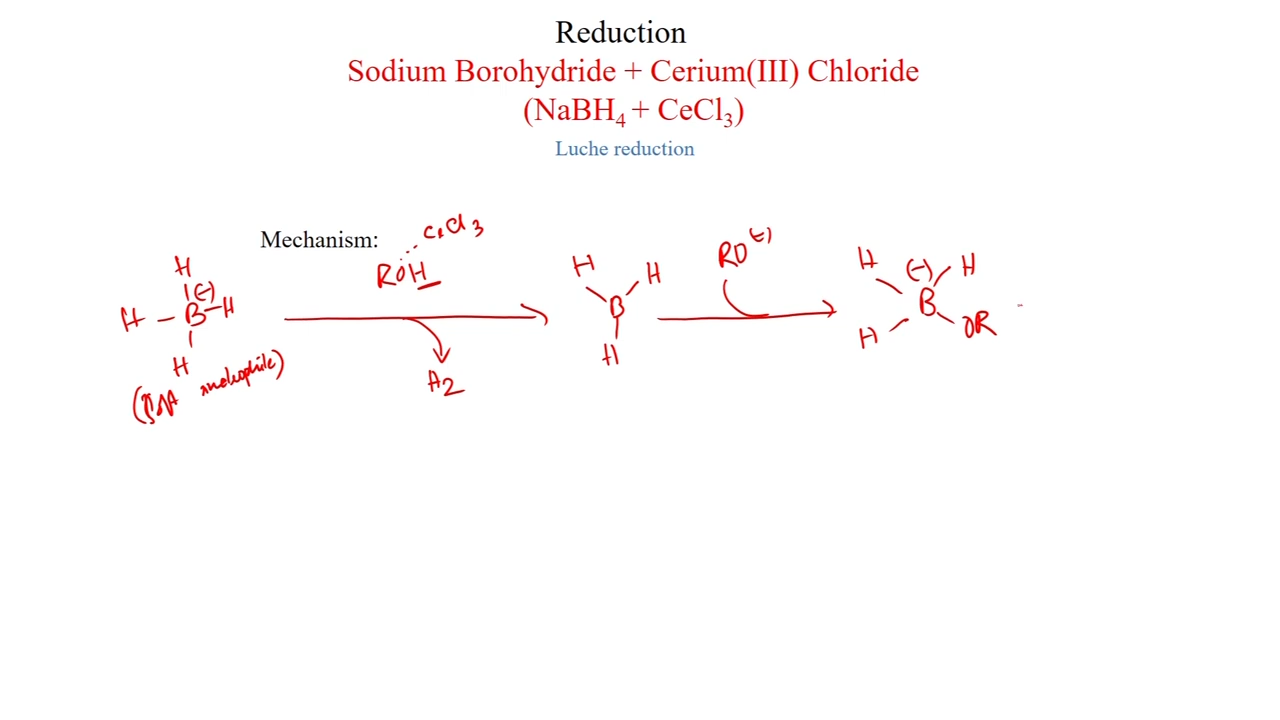 Reduction
Sodium Borohydride + Cerium(III) Chloride
(NaBH₄ + CeCl₃)
Luche reduction
Mechanism:
CeCl₃
ROH
H
(-)
H - B - H
H
( nucleophile)
H₂
H
H
B
H
RO(-)
H
(-)
H
B
H
OR